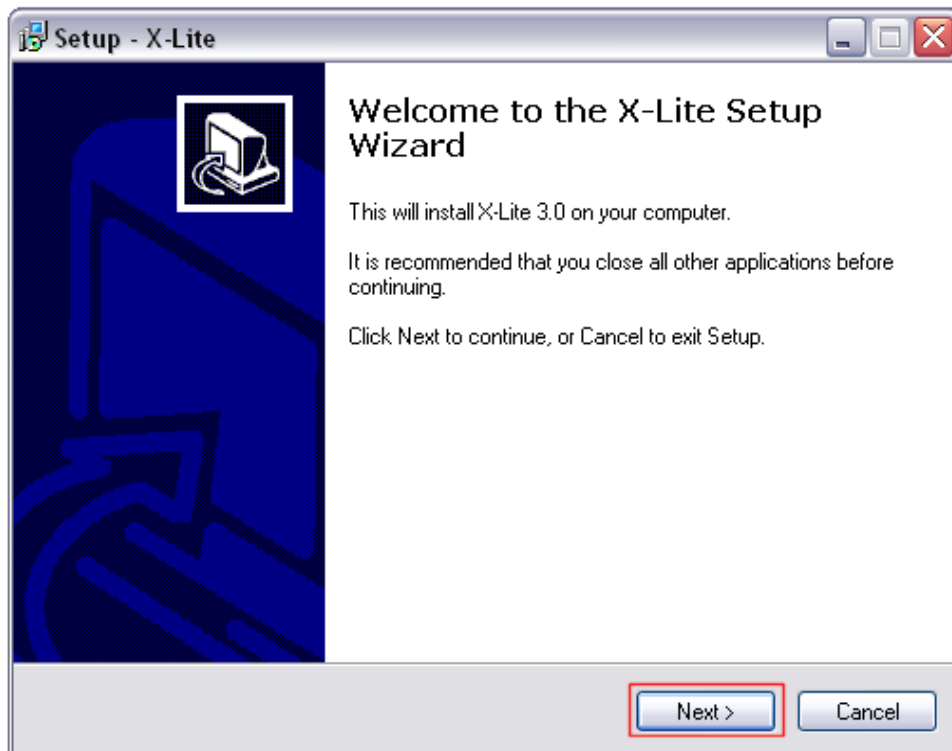 Setup - X-Lite
Welcome to the X-Lite Setup
Wizard
This will install X-Lite 3.0 on your computer.
It is recommended that you close all other applications before
continuing.
Click Next to continue, or Cancel to exit Setup.
Next >
Cancel